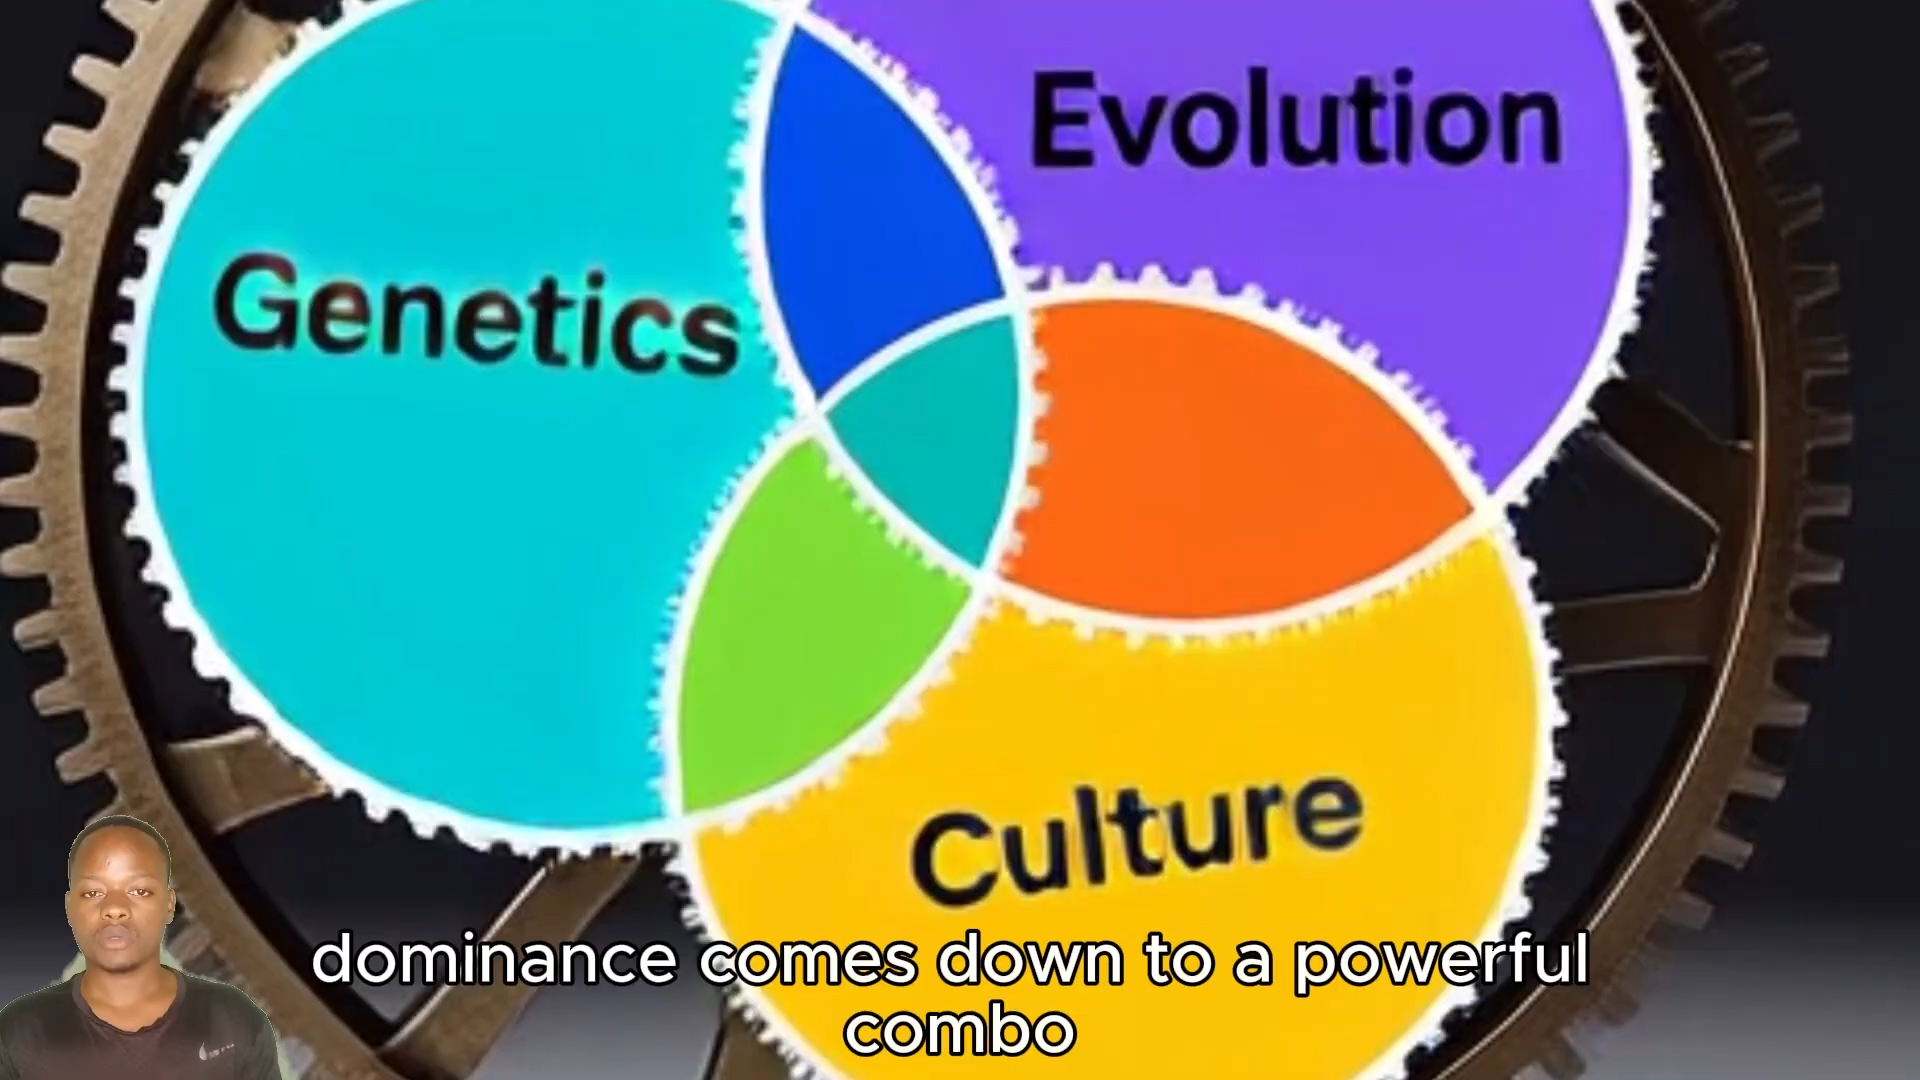 Evolution
Genetics
Culture
dominance comes down to a powerful
combo